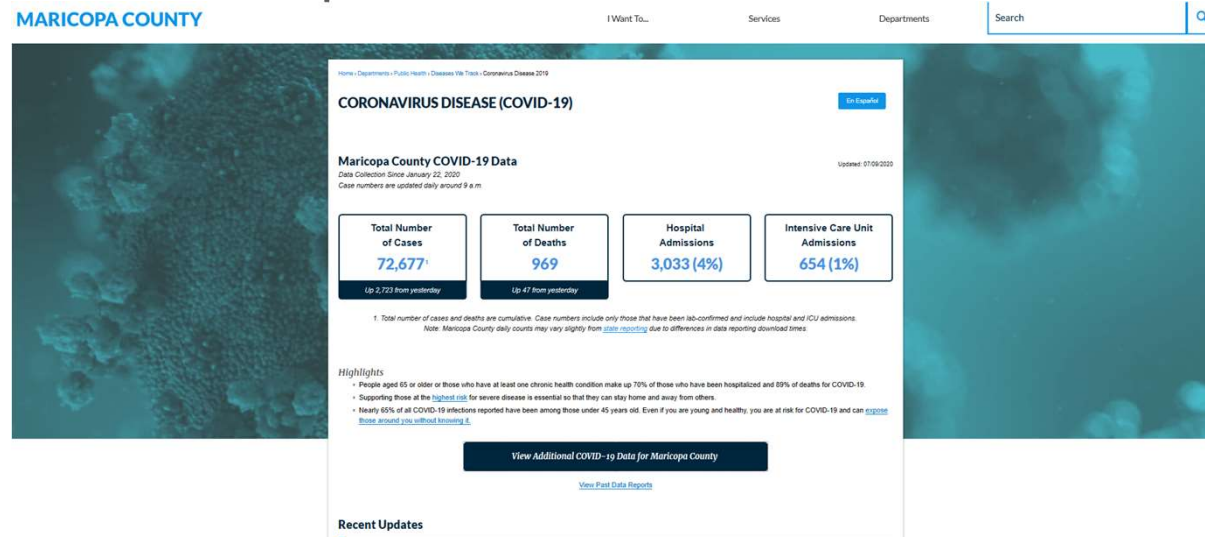 MARICOPA COUNTY
I Want To...
Services
Departments
Search
Home › Departments › Public Health › Diseases We Track › Coronavirus Disease 2019
CORONAVIRUS DISEASE (COVID-19)
En Español
Maricopa County COVID-19 Data
Updated: 07/09/2020
Data Collection Since January 22, 2020
Case numbers are updated daily around 9 a.m
Total Number
of Cases
72,677¹
Up 2,723 from yesterday
Total Number
of Deaths
969
Up 47 from yesterday
Hospital
Admissions
3,033 (4%)
Intensive Care Unit
Admissions
654 (1%)
1. Total number of cases and deaths are cumulative. Case numbers include only those that have been lab-confirmed and include hospital and ICU admissions.
Note: Maricopa County daily counts may vary slightly from state reporting due to differences in data reporting download times
Highlights
• People aged 65 or older or those who have at least one chronic health condition make up 70% of those who have been hospitalized and 89% of deaths for COVID-19.
• Supporting those at the highest risk for severe disease is essential so that they can stay home and away from others.
• Nearly 65% of all COVID-19 infections reported have been among those under 45 years old. Even if you are young and healthy, you are at risk for COVID-19 and can expose
those around you without knowing it.
View Additional COVID-19 Data for Maricopa County
View Past Data Reports
Recent Updates